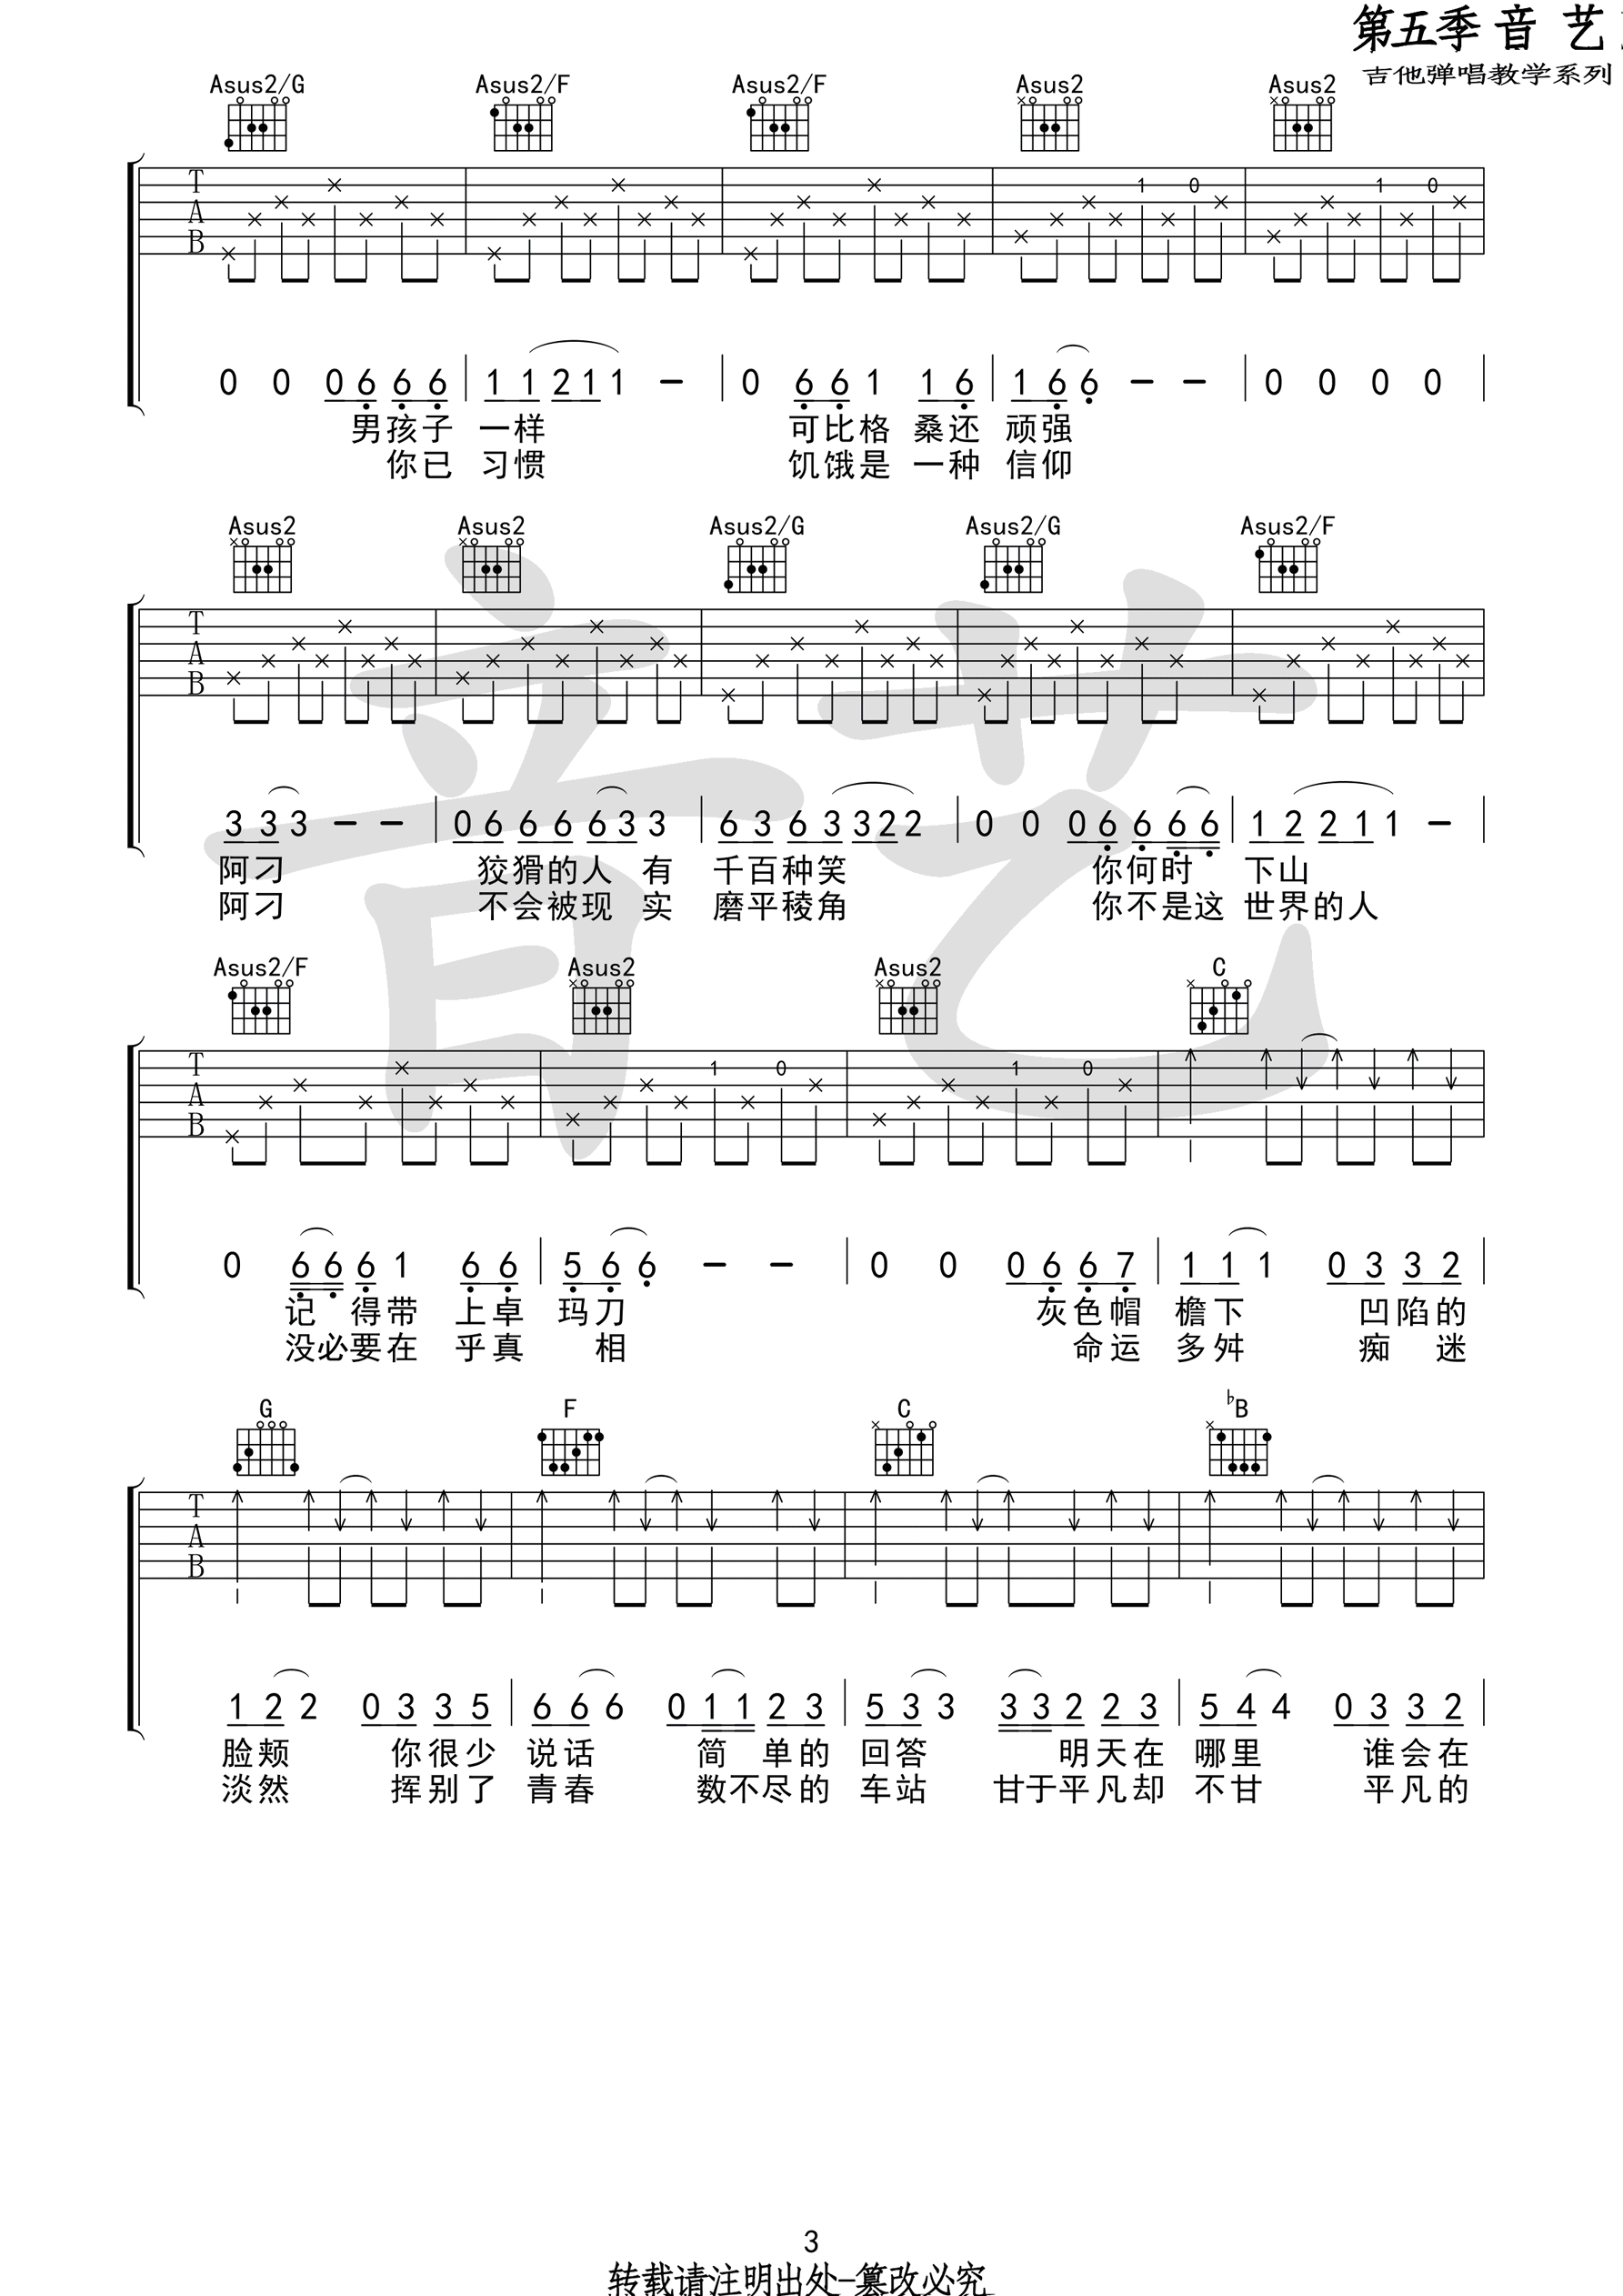 第五季 音 艺
吉他弹唱教学系列
Asus2/G Asus2/F Asus2/F Asus2 Asus2
T 1 0 1 0
A
B
0 0 0 6 6 6 1 1 2 1 1 - 0 6 6 1 1 6 1 6 6 - - 0 0 0 0
男孩子 一样 可比格 桑还 顽强
你已 习惯 饥饿是 一种 信仰
Asus2 Asus2 Asus2/G Asus2/G Asus2/F
T
A
B
3 3 3 - - 0 6 6 6 6 3 3 6 3 6 3 3 2 2 0 0 0 6 6 6 6 1 2 2 1 1 -
阿刁 狡猾的人 有 千百种笑 你何时 下山
阿刁 不会被现 实 磨平稜角 你不是这 世界的人
Asus2/F Asus2 Asus2 C
T 1 0 1 0
A
B
0 6 6 6 1 6 6 5 6 6 - - 0 0 0 6 6 7 1 1 1 0 3 3 2
记 得带 上卓 玛刀 灰色帽 檐下 凹陷的
没必要在 乎真 相 命运 多舛 痴 迷
G F C ♭B
T
A
B
1 2 2 0 3 3 5 6 6 6 0 1 1 2 3 5 3 3 3 3 2 2 3 5 4 4 0 3 3 2
脸颊 你很少 说话 简 单的 回答 明天在 哪里 谁会在
淡然 挥别了 青春 数不尽的 车站 甘于平凡却 不甘 平凡的
音艺
3
转载请注明出处-篡改必究